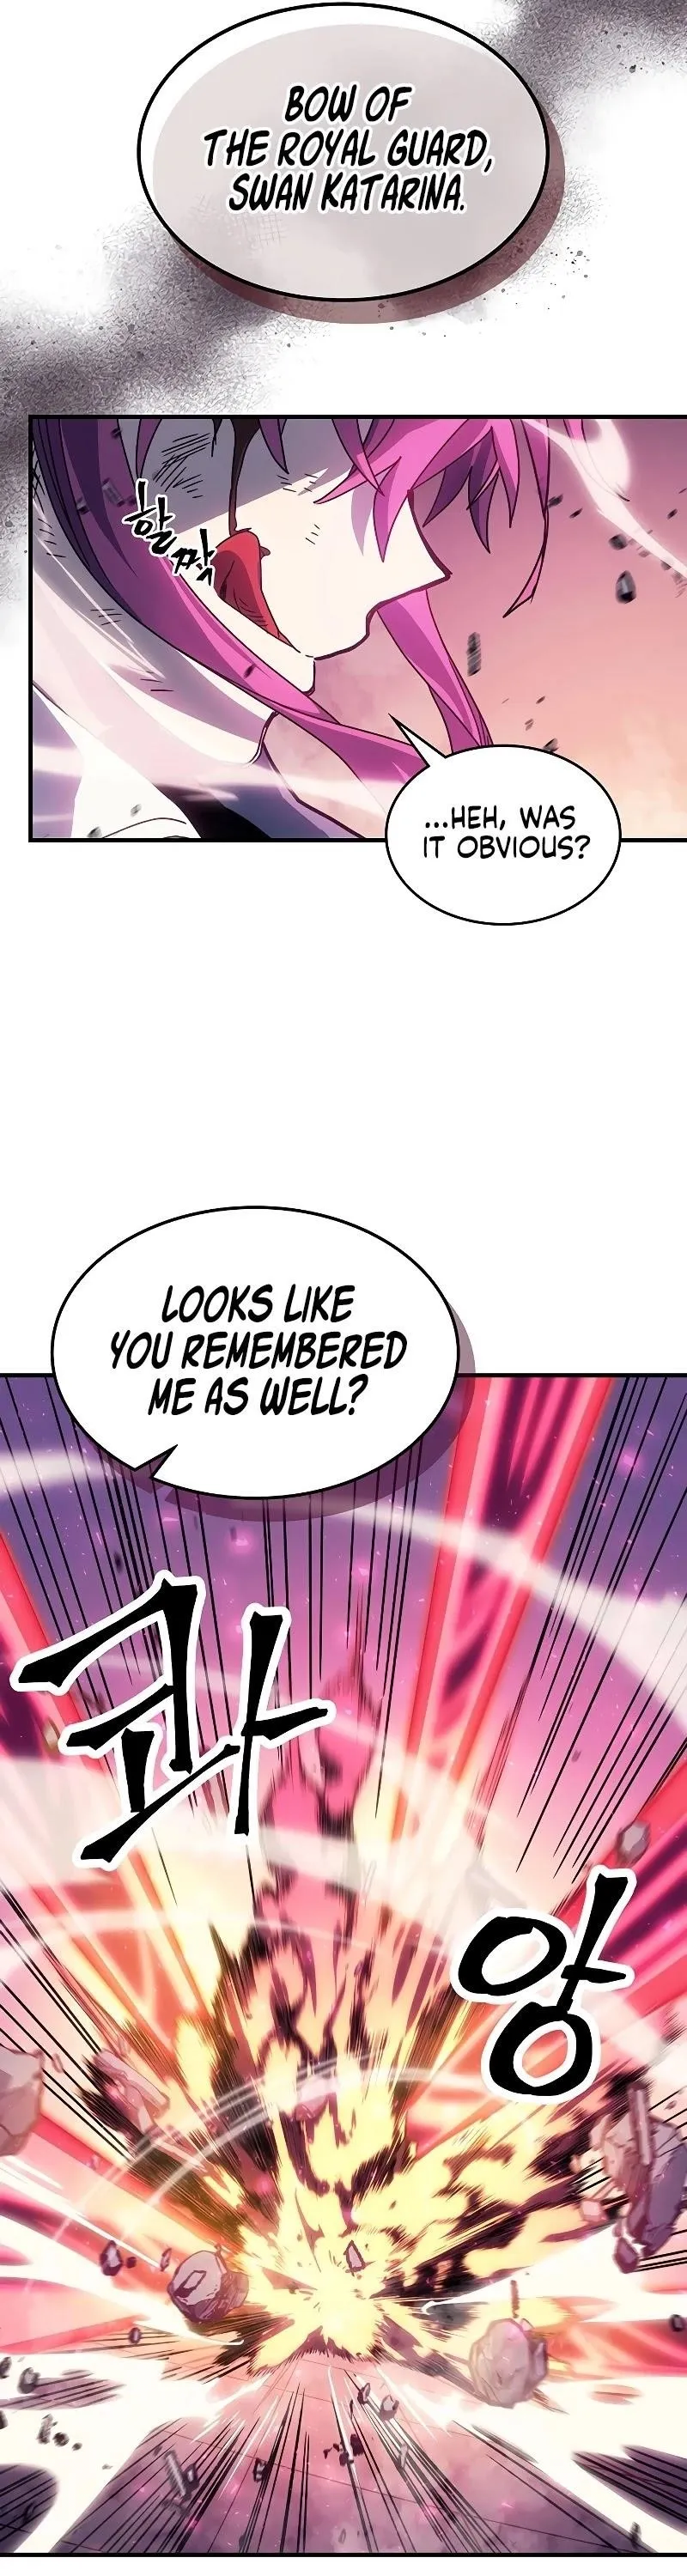 BOW OF
THE ROYAL GUARD,
SWAN KATARINA.
할
짝
...HEH, WAS
IT OBVIOUS?
LOOKS LIKE
YOU REMEMBERED
ME AS WELL?
콰
앙